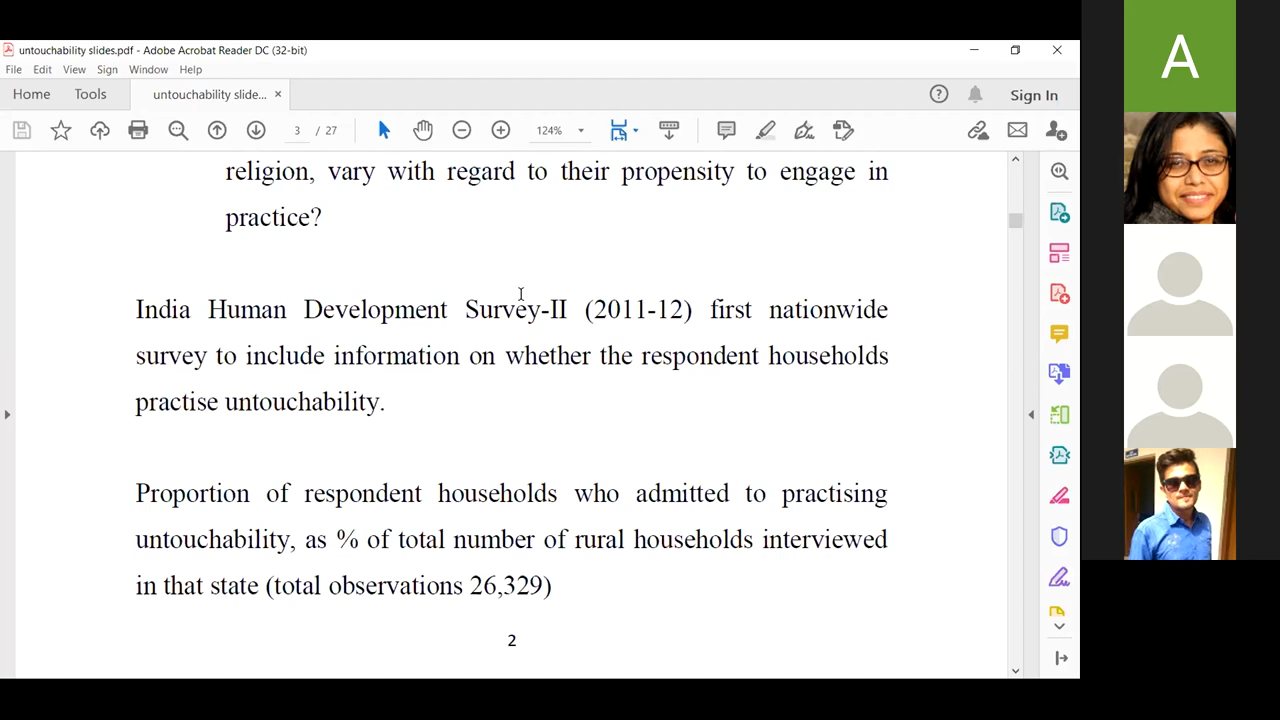 untouchability slides.pdf - Adobe Acrobat Reader DC (32-bit)
File Edit View Sign Window Help
Home Tools untouchability slide... × Sign In
3 / 27 124%
religion, vary with regard to their propensity to engage in
practice?
India Human Development Survey-II (2011-12) first nationwide
survey to include information on whether the respondent households
practise untouchability.
Proportion of respondent households who admitted to practising
untouchability, as % of total number of rural households interviewed
in that state (total observations 26,329)
2
A